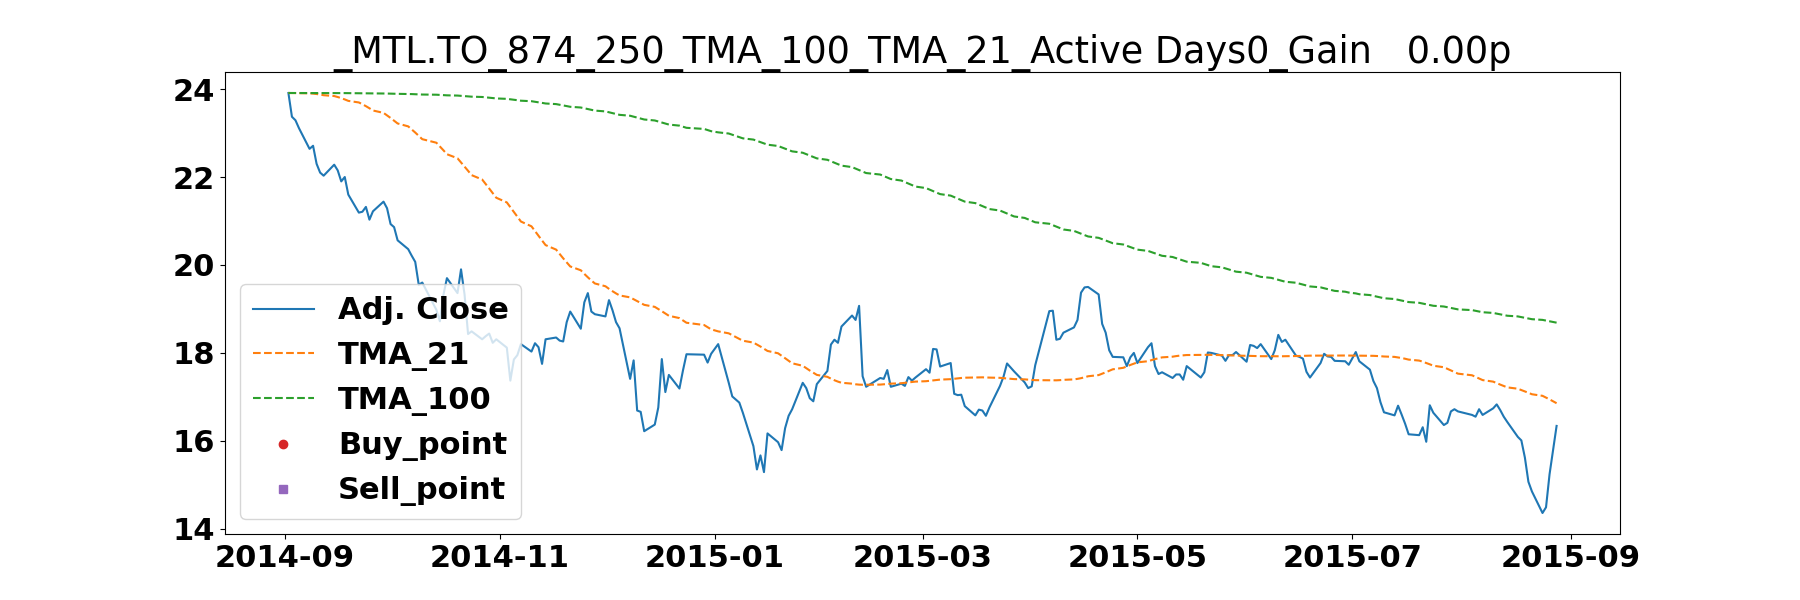 _MTL.TO_874_250_TMA_100_TMA_21_Active Days0_Gain   0.00p
24
22
20
18
16
14
Adj. Close
TMA_21
TMA_100
Buy_point
Sell_point
2014-09 2014-11 2015-01 2015-03 2015-05 2015-07 2015-09